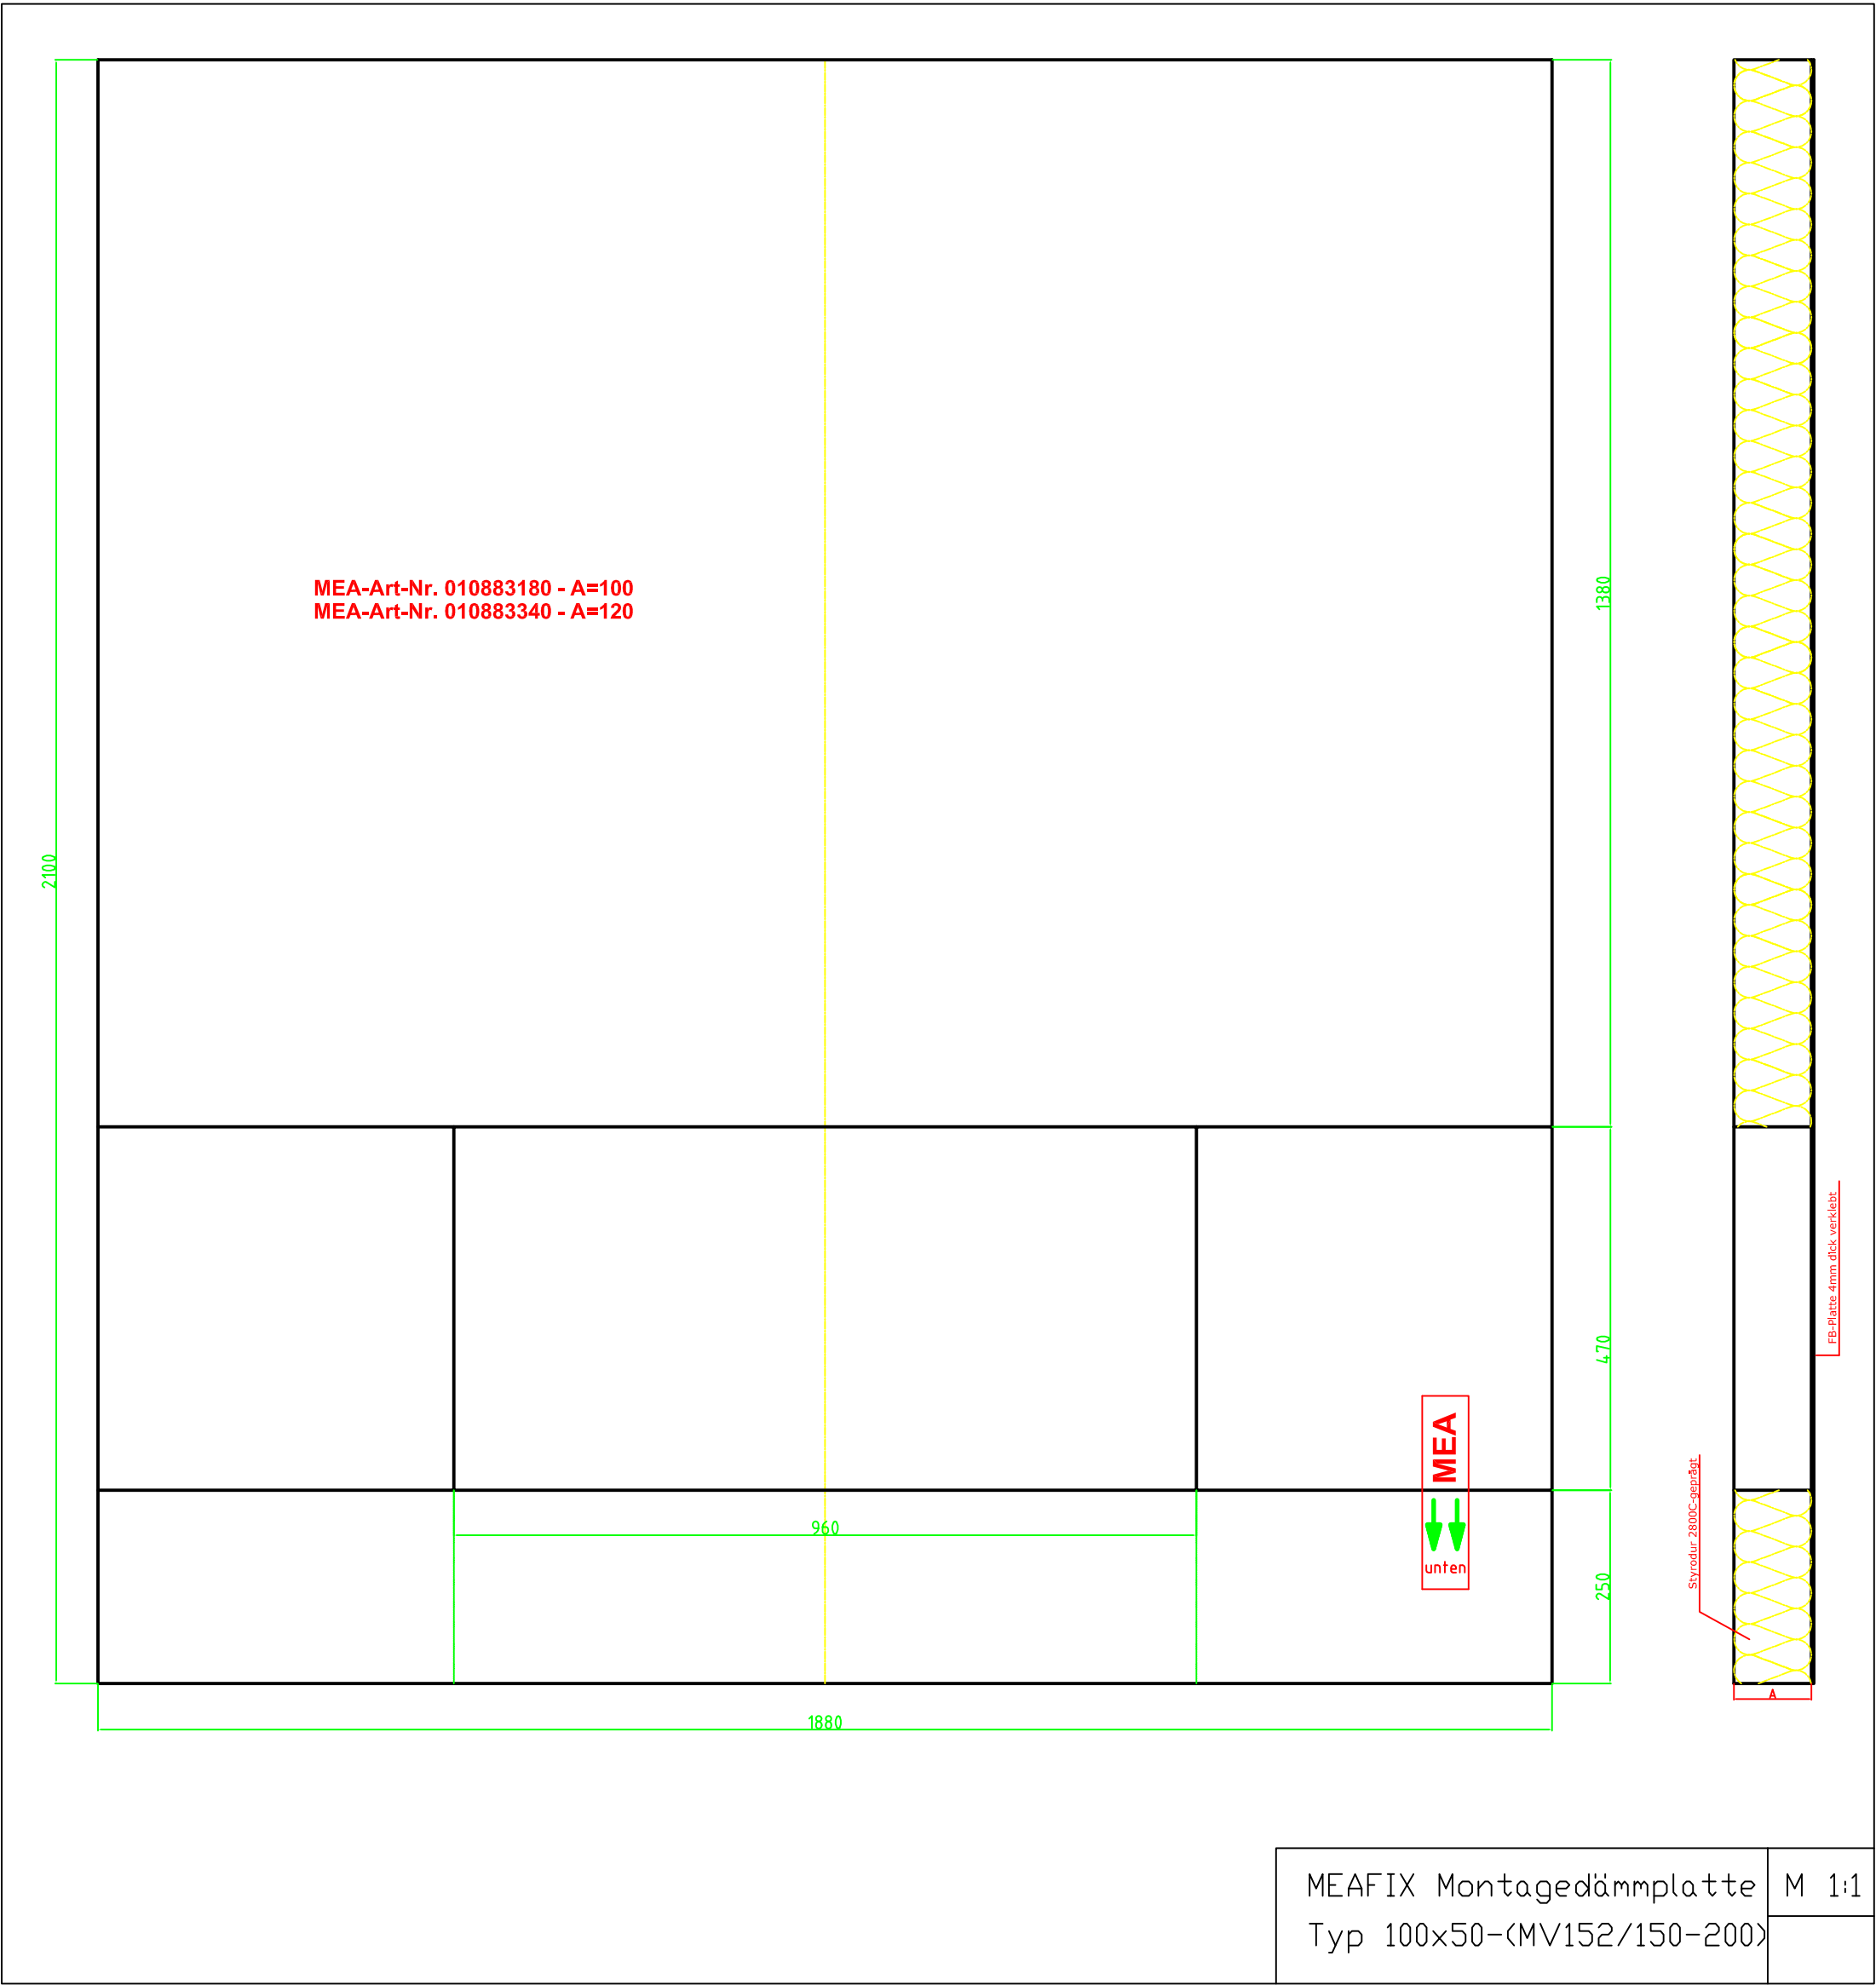 MEA-Art-Nr. 010883180 - A=100
MEA-Art-Nr. 010883340 - A=120
2100
1380
470
250
960
1880
MEA
unten
FB-Platte 4mm dick verklebt
Styrodur 2800C-geprägt
A
MEAFIX Montagedämmplatte
Typ 100x50-(MV152/150-200)
M 1:1